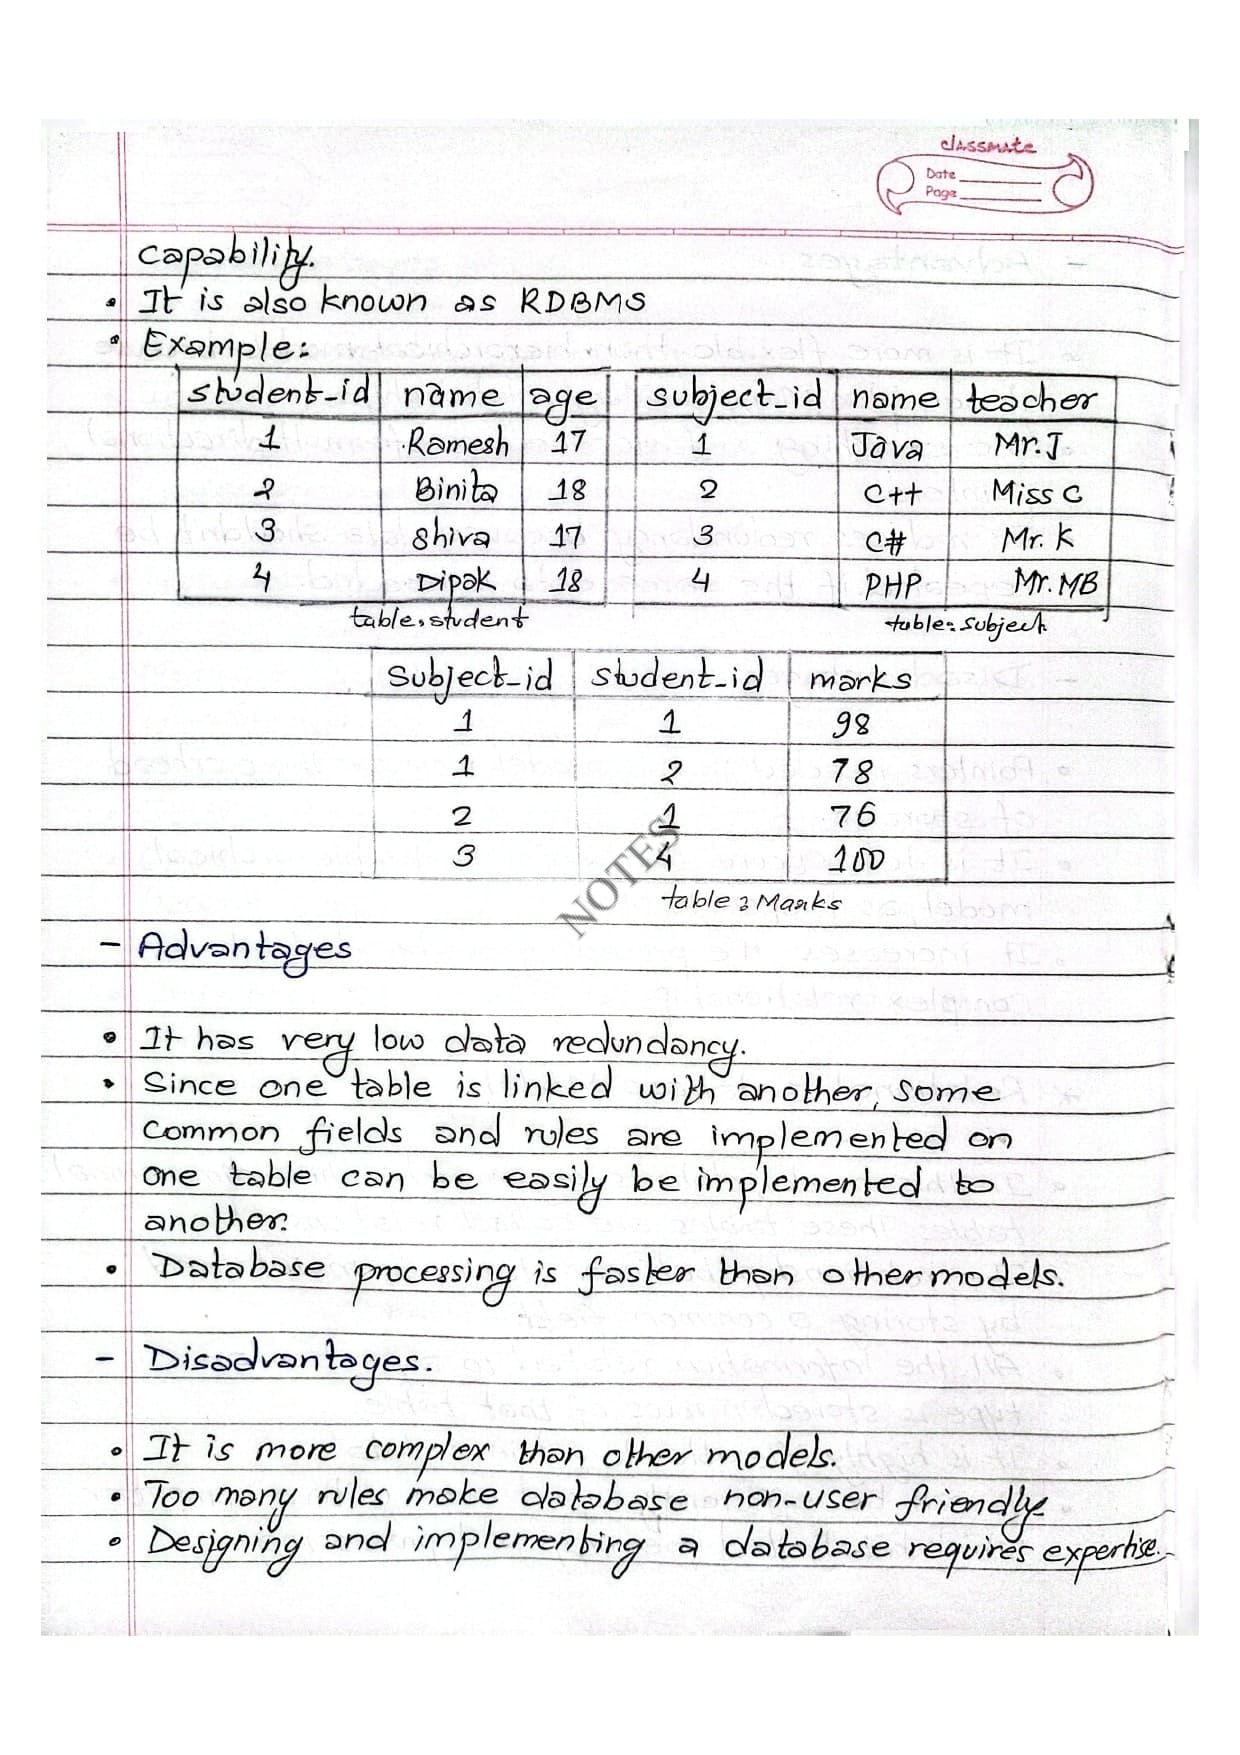 classmate
Date
Page
capability.
• It is also known as RDBMS
• Example:
student_id name age subject_id name teacher
1 Ramesh 17 1 Java Mr.J
2 Binita 18 2 C++ Miss C
3 Shiva 17 3 C# Mr. K
4 Dipak 18 4 PHP Mr.MB
table: student table: subject
Subject_id student_id marks
1 1 98
1 2 78
2 1 76
3 4 100
table: Marks
NOTES
- Advantages
• It has very low data redundancy.
• Since one table is linked with another, some
common fields and rules are implemented on
one table can be easily be implemented to
another.
• Database processing is faster than other models.
- Disadvantages.
• It is more complex than other models.
• Too many rules make database non-user friendly
• Designing and implementing a database requires expertise.